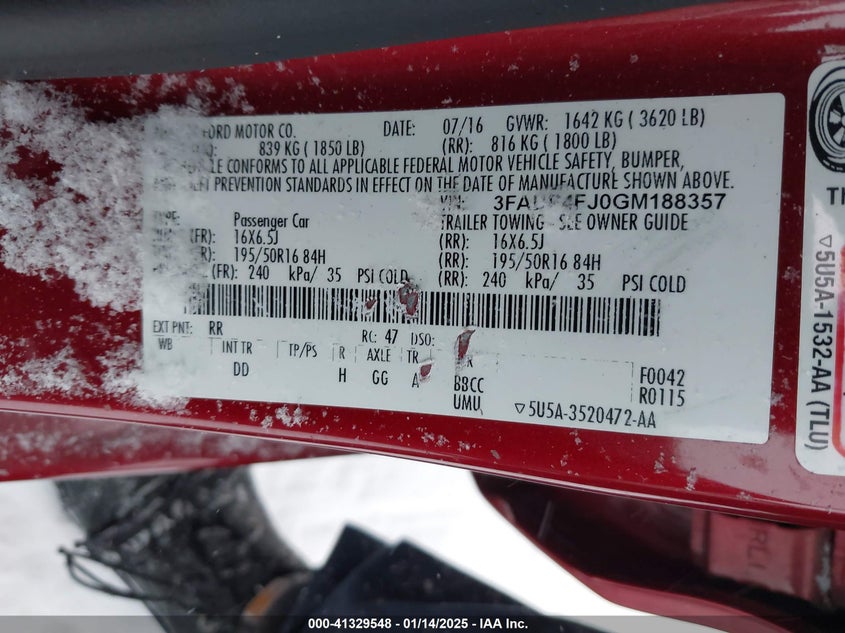 FORD MOTOR CO.
DATE: 07/16 GVWR: 1642 KG ( 3620 LB)
839 KG ( 1850 LB) (RR): 816 KG ( 1800 LB)
CONFORMS TO ALL APPLICABLE FEDERAL MOTOR VEHICLE SAFETY, BUMPER,
PREVENTION STANDARDS IN EFFECT ON THE DATE OF MANUFACTURE SHOWN ABOVE.
FJ0GM188357
TYPE: Passenger Car TRAILER TOWING - SEE OWNER GUIDE
(FR): 16X6.5J (RR): 16X6.5J
195/50R16 84H 195/50R16 84H
(FR): 240 kPa/ 35 PSI COLD (RR): 240 kPa/ 35 PSI COLD
EXT PNT: RR RC: 47 DSO:
WB INT TR TP/PS R AXLE TR
DD H GG A BBCC F0042
UMU R0115
▽5U5A-3520472-AA
▽5U5A-1532-AA (TLU)
000-41329548 - 01/14/2025 - IAA Inc.